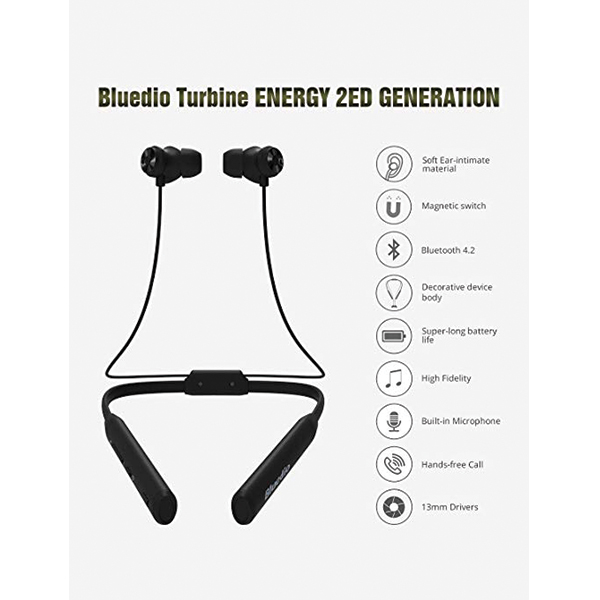 Bluedio Turbine ENERGY 2ED GENERATION
Soft Ear-intimate
material
Magnetic switch
Bluetooth 4.2
Decorative device
body
Super-long battery
life
High Fidelity
Built-in Microphone
Hands-free Call
13mm Drivers
Bluedio